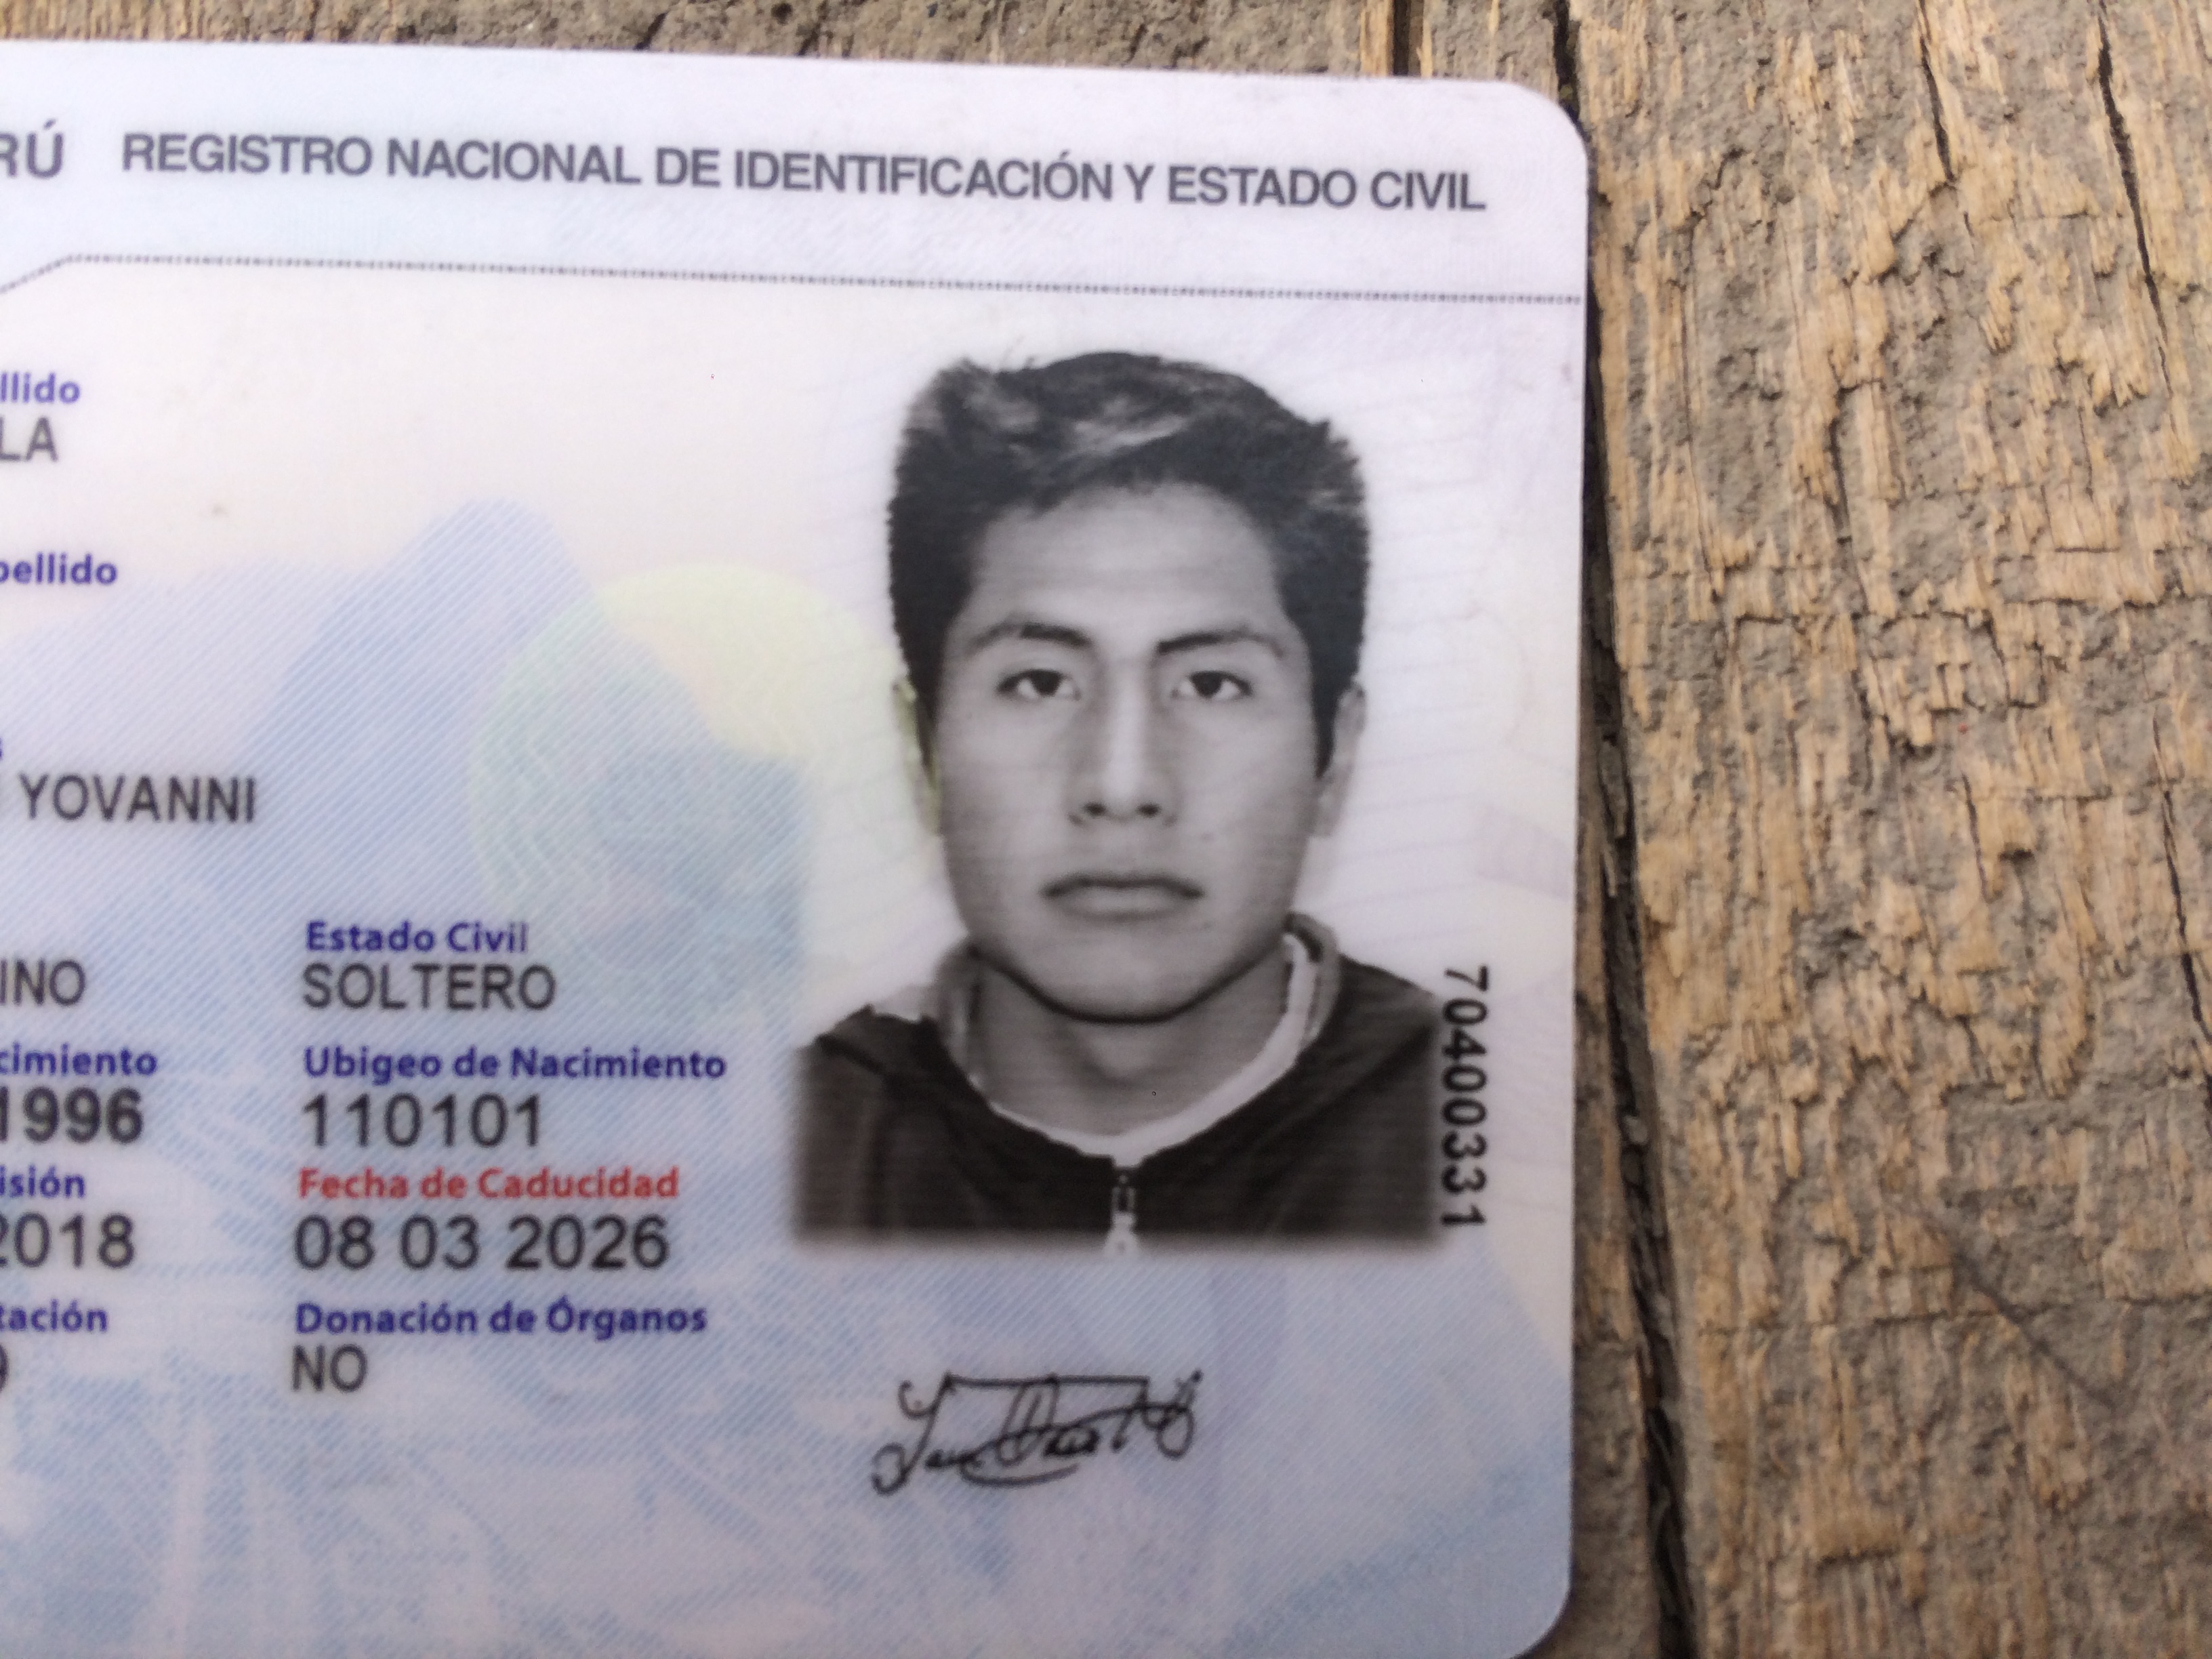 RÚ REGISTRO NACIONAL DE IDENTIFICACIÓN Y ESTADO CIVIL
llido
LA
pellido
YOVANNI
INO
Estado Civil
SOLTERO
cimiento
1996
Ubigeo de Nacimiento
110101
isión
2018
Fecha de Caducidad
08 03 2026
tación
9
Donación de Órganos
NO
70400331